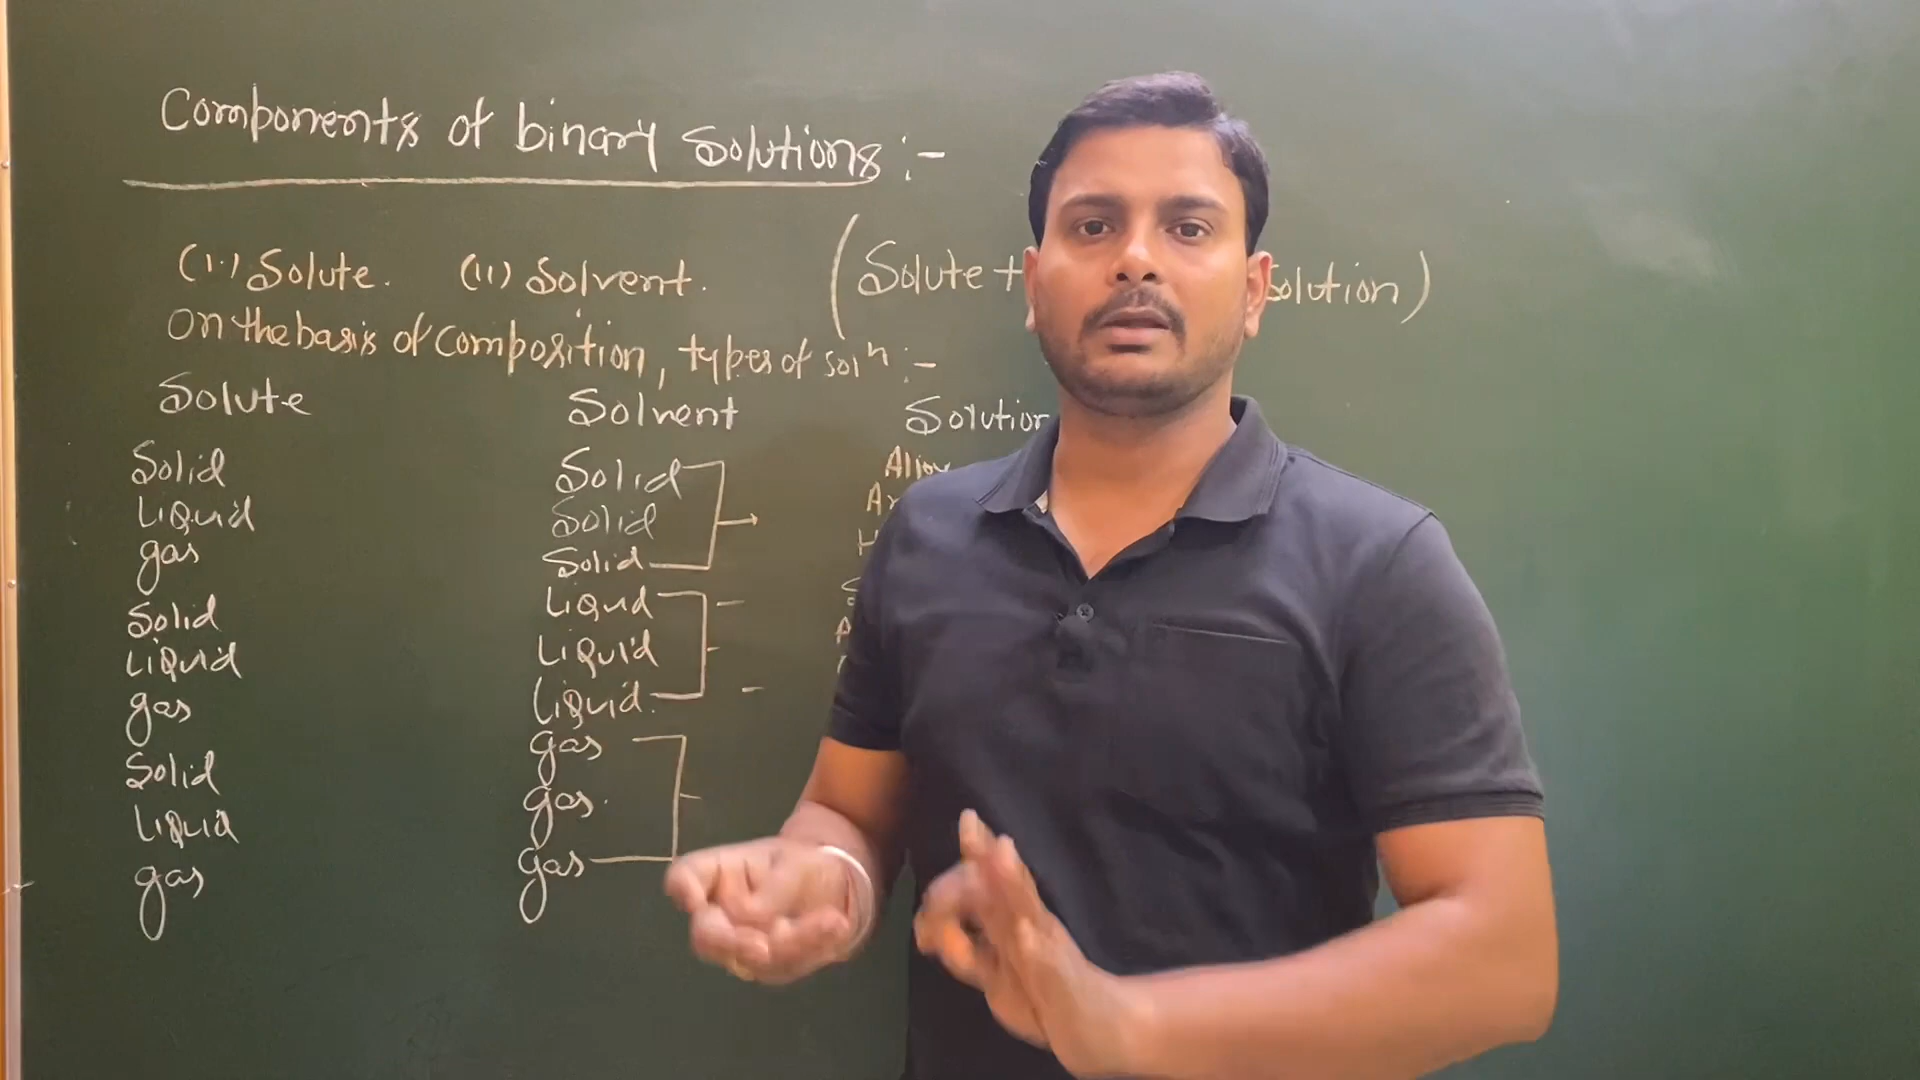 Components of binary Solutions :-
(i) Solute. (ii) Solvent. (Solute + Solution)
On the basis of composition, types of solⁿ :-
Solute Solvent Solution
Solid Solid Alloy
Liquid Solid
gas Solid
Solid Liquid
Liquid Liquid
gas Liquid.
Solid gas
Liquid gas.
gas gas